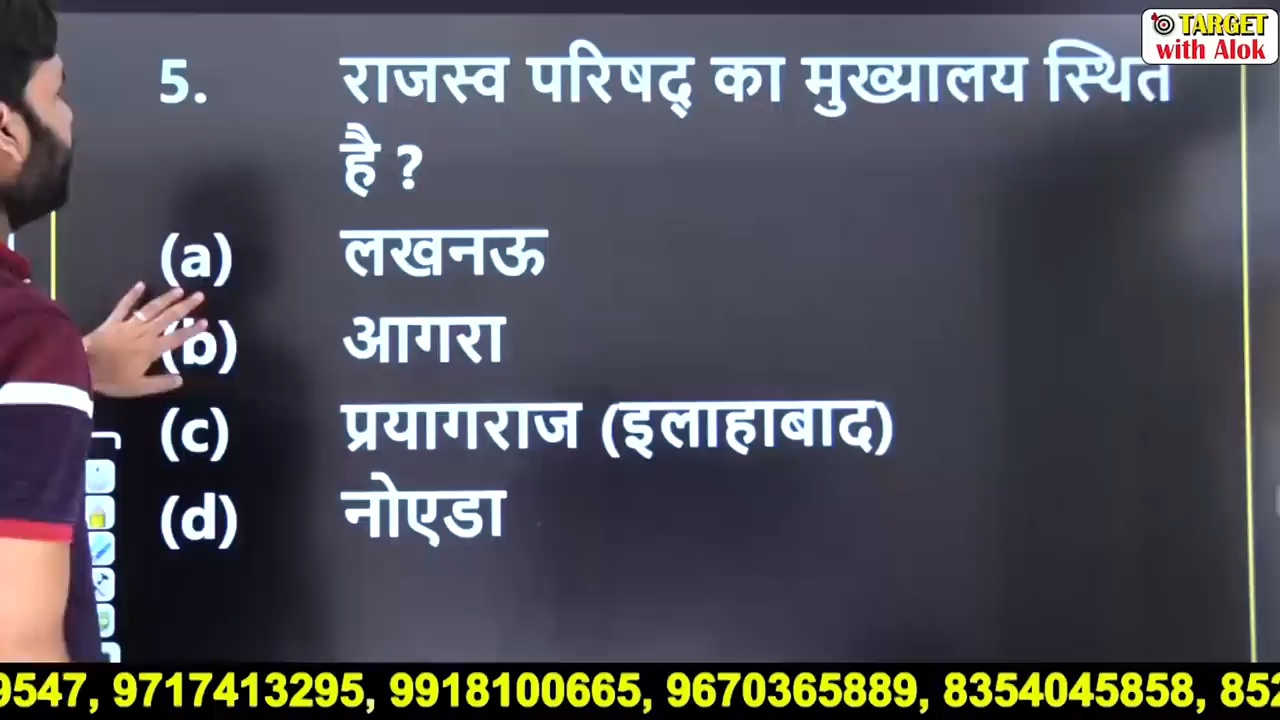 TARGET
with Alok
5. राजस्व परिषद् का मुख्यालय स्थित
है ?
(a) लखनऊ
(b) आगरा
(c) प्रयागराज (इलाहाबाद)
(d) नोएडा
9547, 9717413295, 9918100665, 9670365889, 8354045858, 852